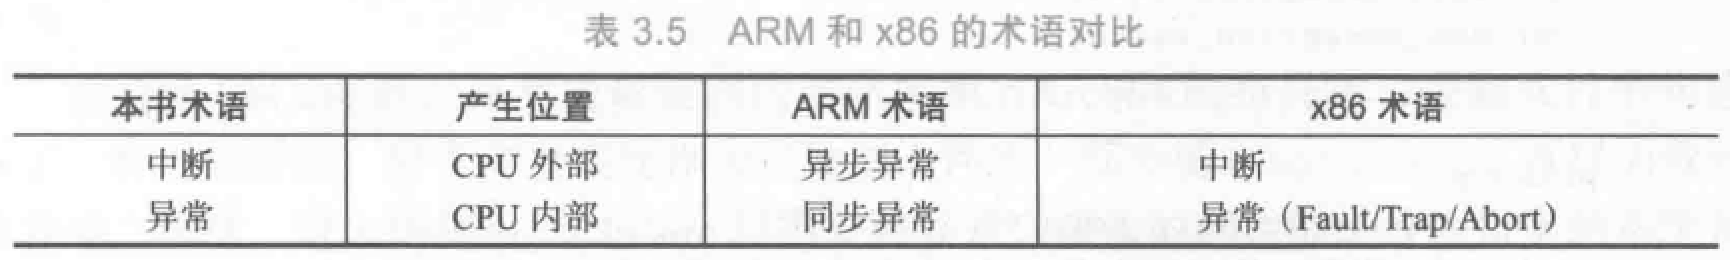 表 3.5 ARM 和 x86 的术语对比
本书术语 产生位置 ARM 术语 x86 术语
中断 CPU 外部 异步异常 中断
异常 CPU 内部 同步异常 异常（Fault/Trap/Abort）